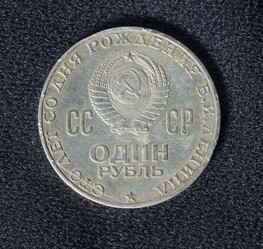 СТО ЛЕТ СО ДНЯ РОЖДЕНИЯ В.И.ЛЕНИНА
СС СР
ОДИН
РУБЛЬ